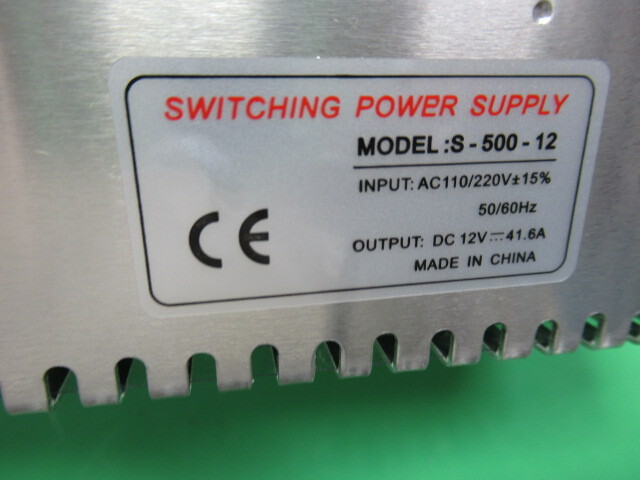 SWITCHING POWER SUPPLY
MODEL :S - 500 - 12
INPUT: AC110/220V±15%
50/60Hz
CE
OUTPUT: DC 12V⎓41.6A
MADE IN CHINA